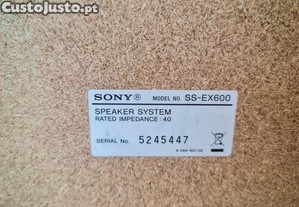 CustoJusto.pt
SONY® MODEL NO. SS-EX600
SPEAKER SYSTEM
RATED IMPEDANCE : 4Ω
SERIAL No. 5245447